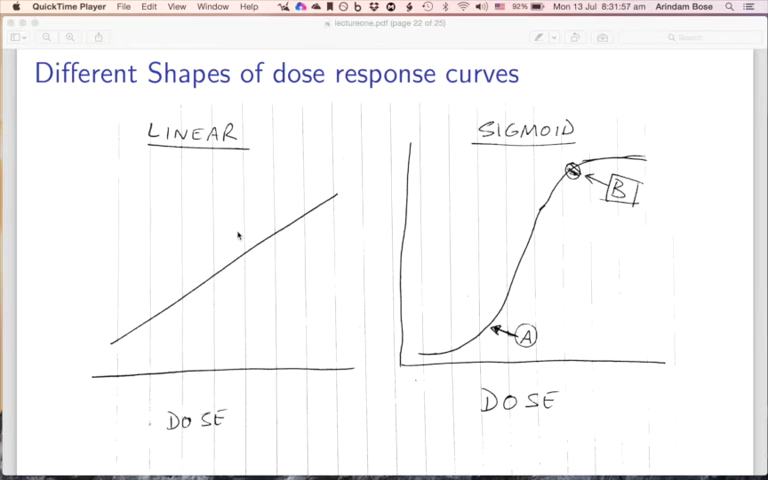 QuickTime Player File Edit View Window Help 92% Mon 13 Jul 8:31:57 am Arindam Bose
lectureone.pdf (page 22 of 25)
Search
Different Shapes of dose response curves
LINEAR
SIGMOID
B
A
DOSE
DOSE